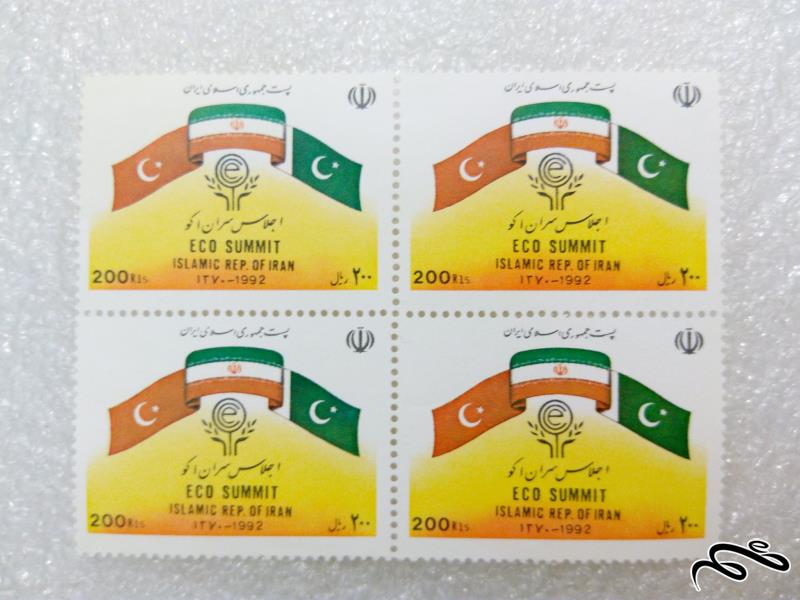 پست جمهوری اسلامی ایران
اجلاس سران اکو
ECO SUMMIT
ISLAMIC REP. OF IRAN
200 Rls. ۱۳۷۰-1992 ۲۰۰ ریال
پست جمهوری اسلامی ایران
اجلاس سران اکو
ECO SUMMIT
ISLAMIC REP. OF IRAN
200 Rls. ۱۳۷۰-1992 ۲۰۰ ریال
پست جمهوری اسلامی ایران
اجلاس سران اکو
ECO SUMMIT
ISLAMIC REP. OF IRAN
200 Rls. ۱۳۷۰-1992 ۲۰۰ ریال
پست جمهوری اسلامی ایران
اجلاس سران اکو
ECO SUMMIT
ISLAMIC REP. OF IRAN
200 Rls. ۱۳۷۰-1992 ۲۰۰ ریال